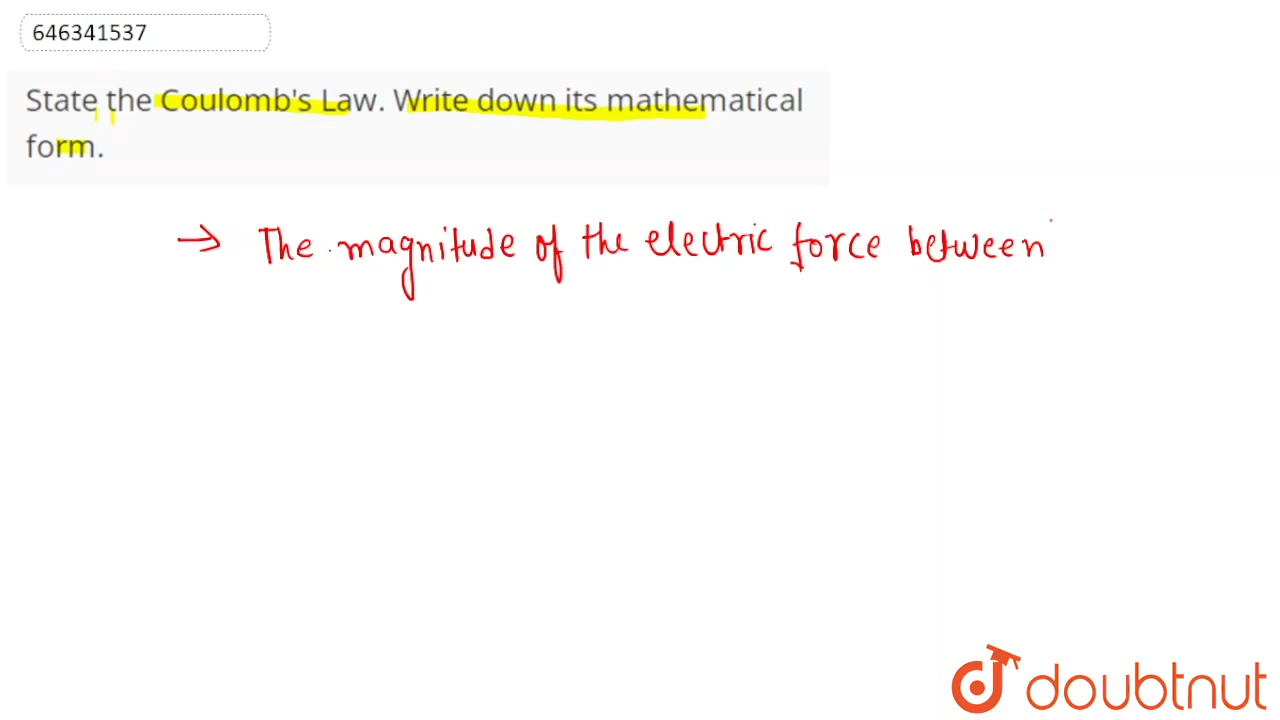 646341537
State the Coulomb's Law. Write down its mathematical
form.
→ The magnitude of the electric force between
doubtnut